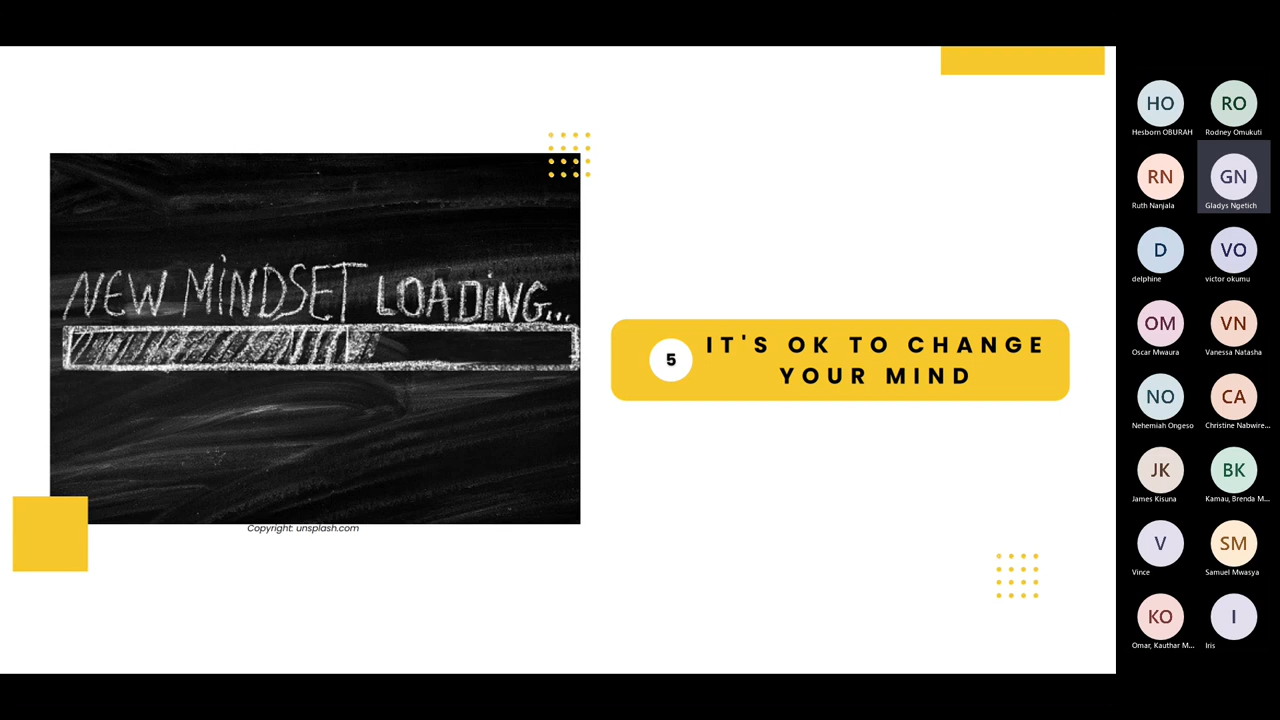 NEW MINDSET LOADING...
Copyright: unsplash.com
5
IT'S OK TO CHANGE
YOUR MIND
HO
Hesborn OBURAH
RO
Rodney Omukuti
RN
Ruth Nanjala
GN
Gladys Ngetich
D
delphine
VO
victor okumu
OM
Oscar Mwaura
VN
Vanessa Natasha
NO
Nehemiah Ongeso
CA
Christine Nabwire...
JK
James Kisuna
BK
Kamau, Brenda M...
V
Vince
SM
Samuel Mwasya
KO
Omar, Kauthar M...
I
Iris